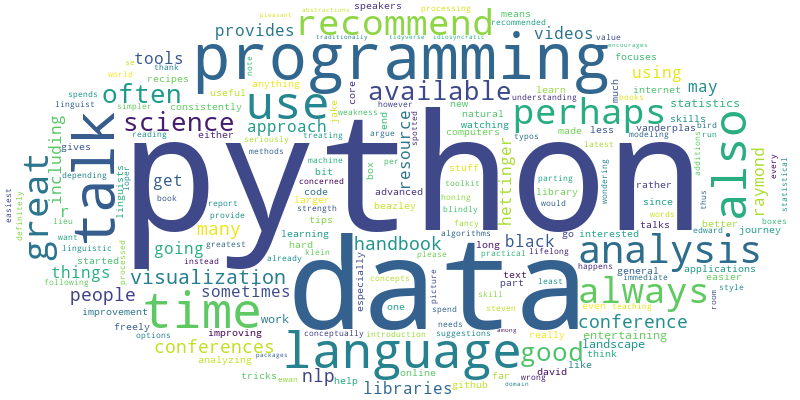 speakers processing
pleasant abstractions means recommended
provides recommend videos value
traditionally tidyverse idiosyncratic encourages
tools programming focuses
se note
world thank recipes anything using internet
often useful available learn books may
spends linguist use core much understanding
simpler consistently jake weakness however new perhaps statistics
science approach end natural made less vanderplas skills
reading either seriously treating argue watching computers typos bird
gives talk python spotted resource modeling also
including methods machine box per stuff latest run
linguists bit concerned toolkit rather
depending loper get code advanced honing library parting wondering additions every
great book report larger strength beazley blindly would since raymond statistical
easiest lieu provide tips hettinger fancy words thus boxes
definitely want many greatest algorithms go interested talks edward
linguistic going learning klein handbook long black better journey
started instead hard already please practical lifelong analysis
things processed visualization data text happens general applications
following people sometimes especially concepts picture part immediate easier
improvement time conceptually one skill least always room style
options work introduction spend steven even teaching
freely improving needs suggestions among conference
conferences language really entertaining
analyzing packages good landscape
tricks ewan nlp help online far wrong david like think
libraries github domain